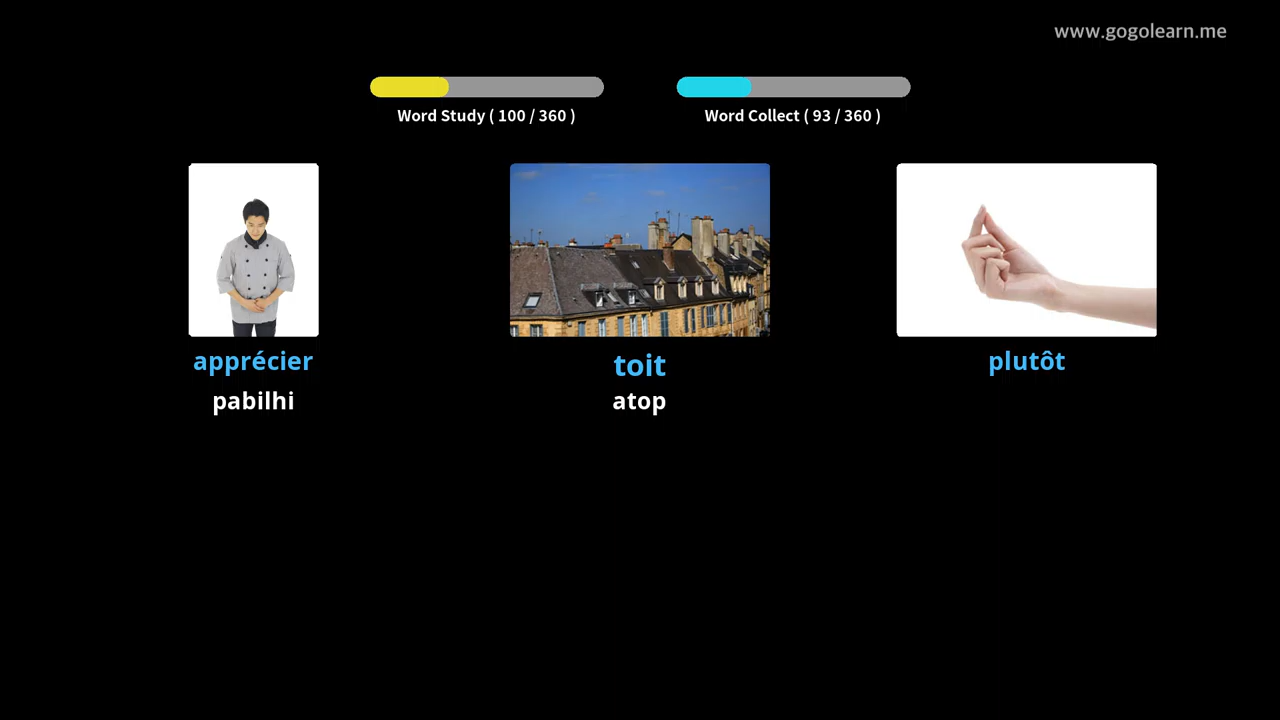 www.gogolearn.me
Word Study ( 100 / 360 )
Word Collect ( 93 / 360 )
apprécier
toit
plutôt
pabilhi
atop